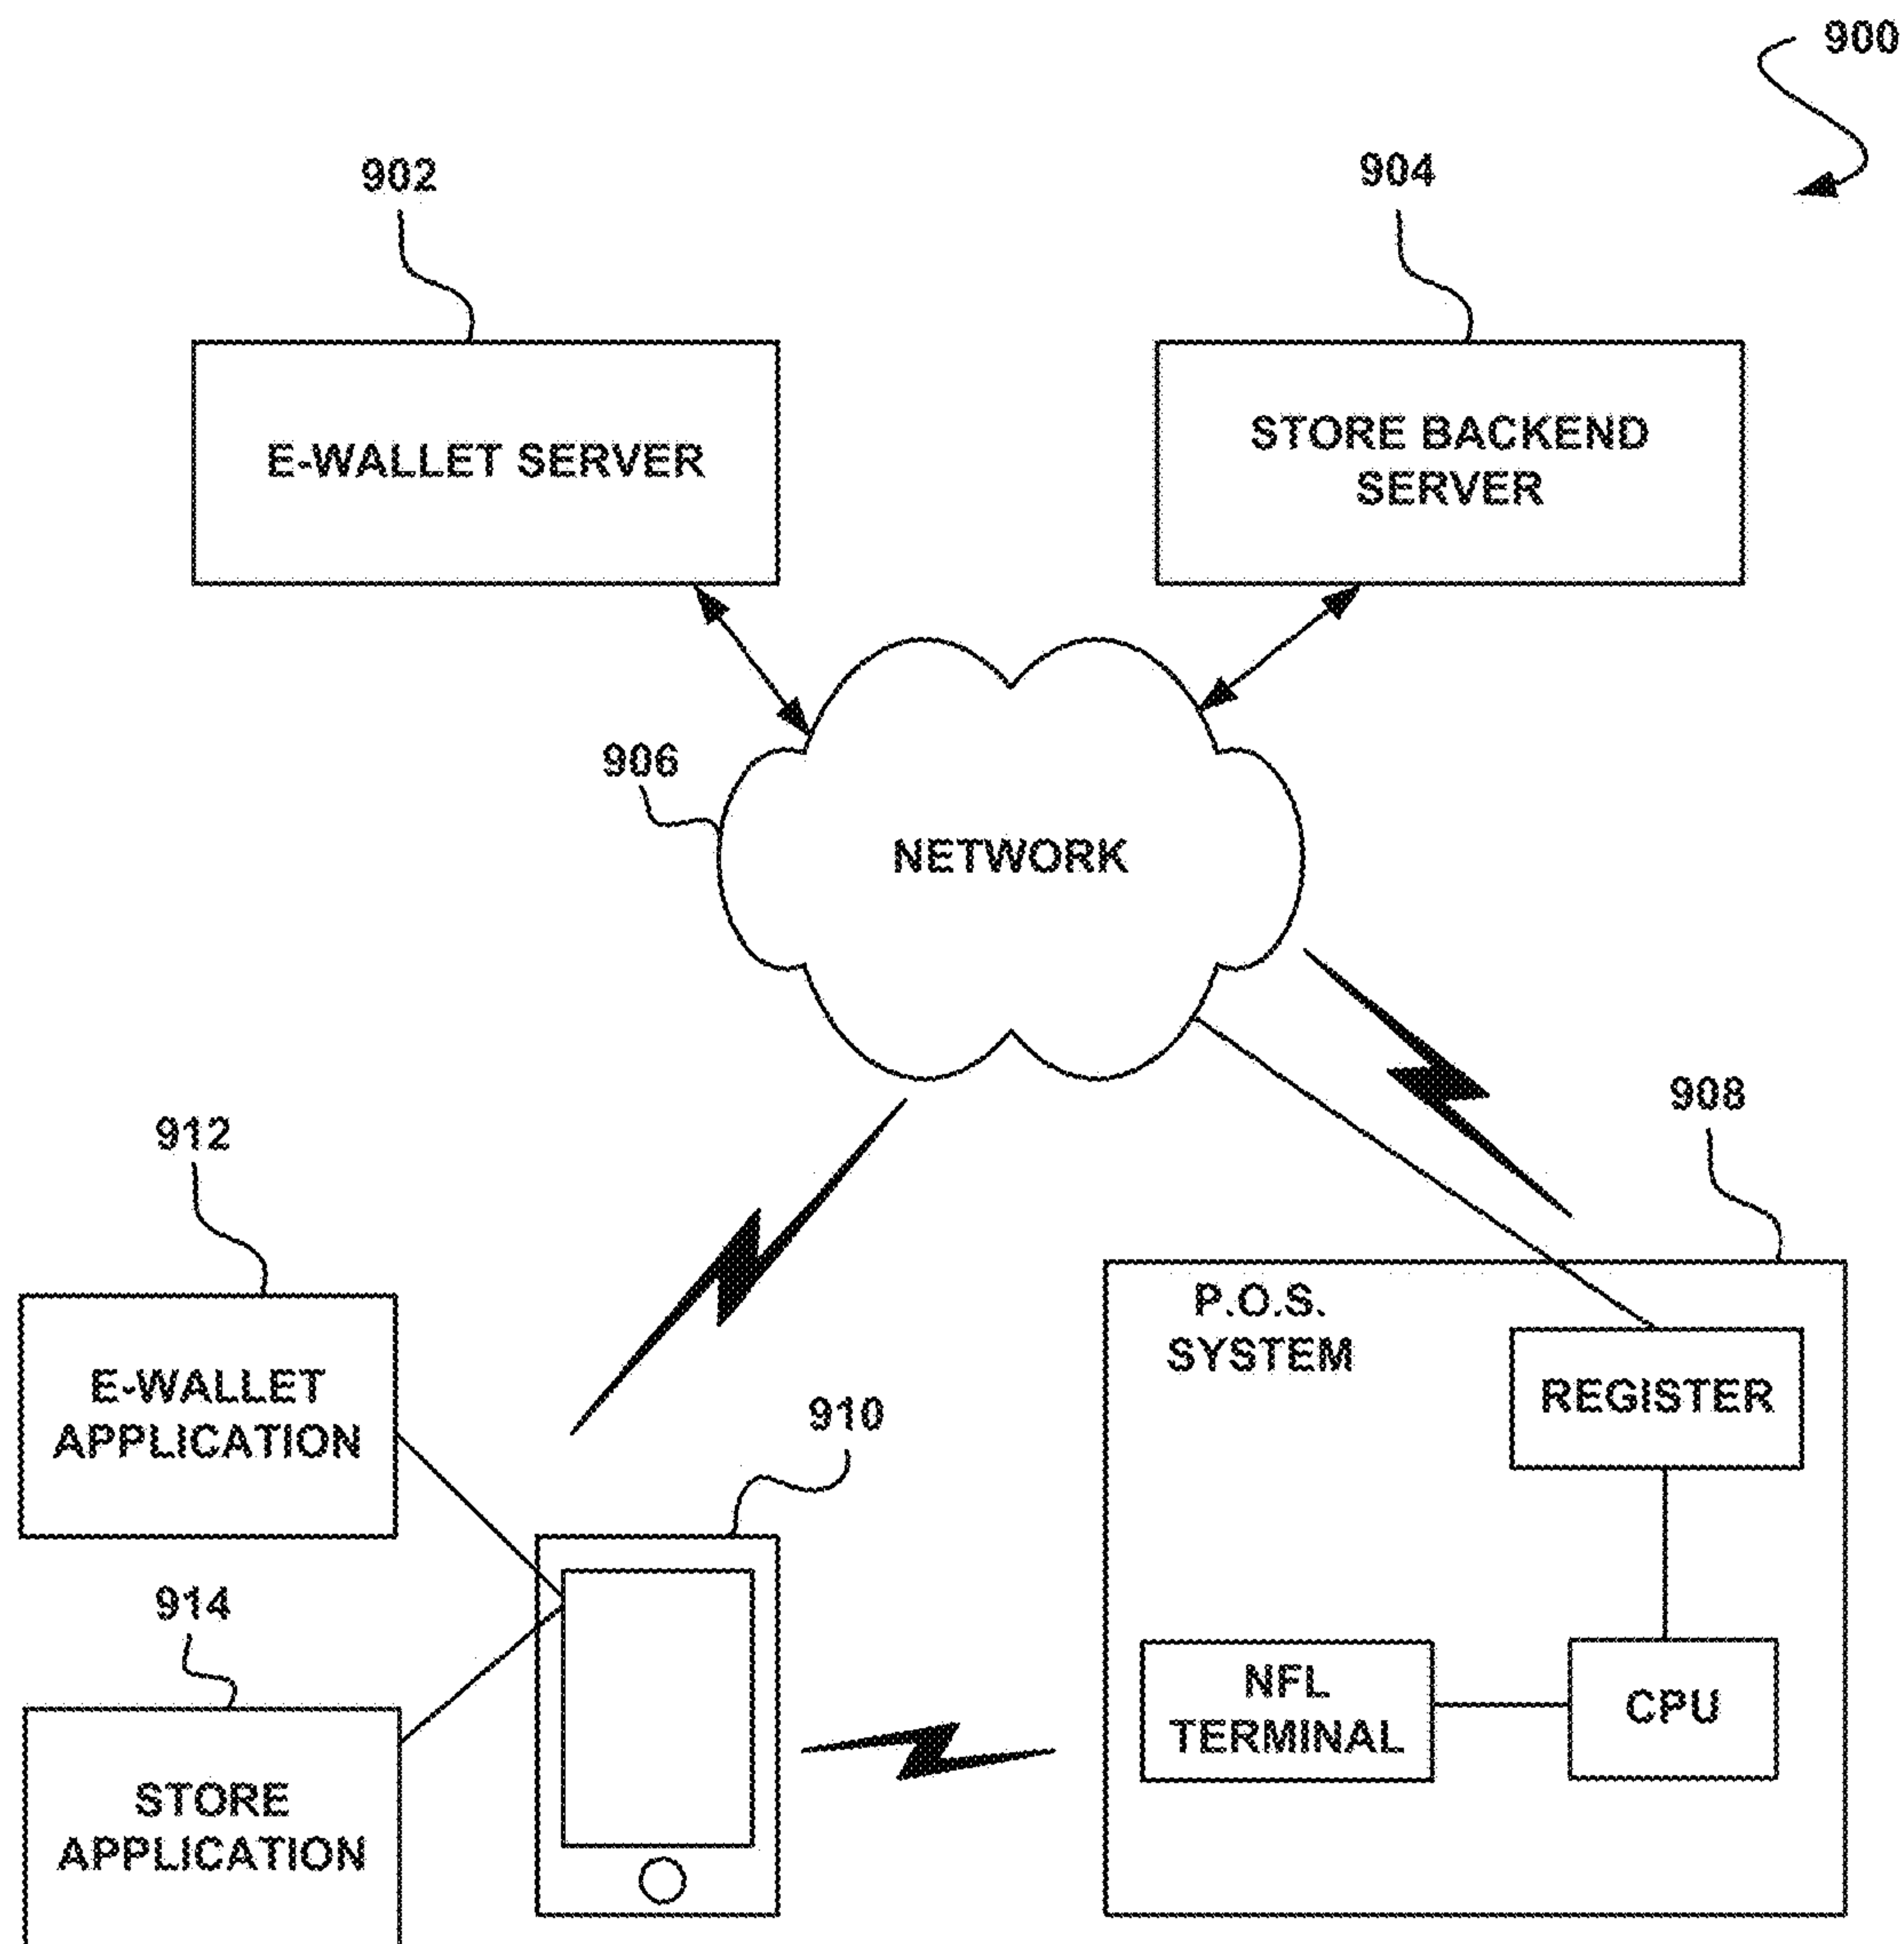 900
902
904
E-WALLET SERVER
STORE BACKEND
SERVER
906
NETWORK
908
912
P.O.S.
SYSTEM
E-WALLET
APPLICATION
REGISTER
910
914
NFL
TERMINAL
CPU
STORE
APPLICATION